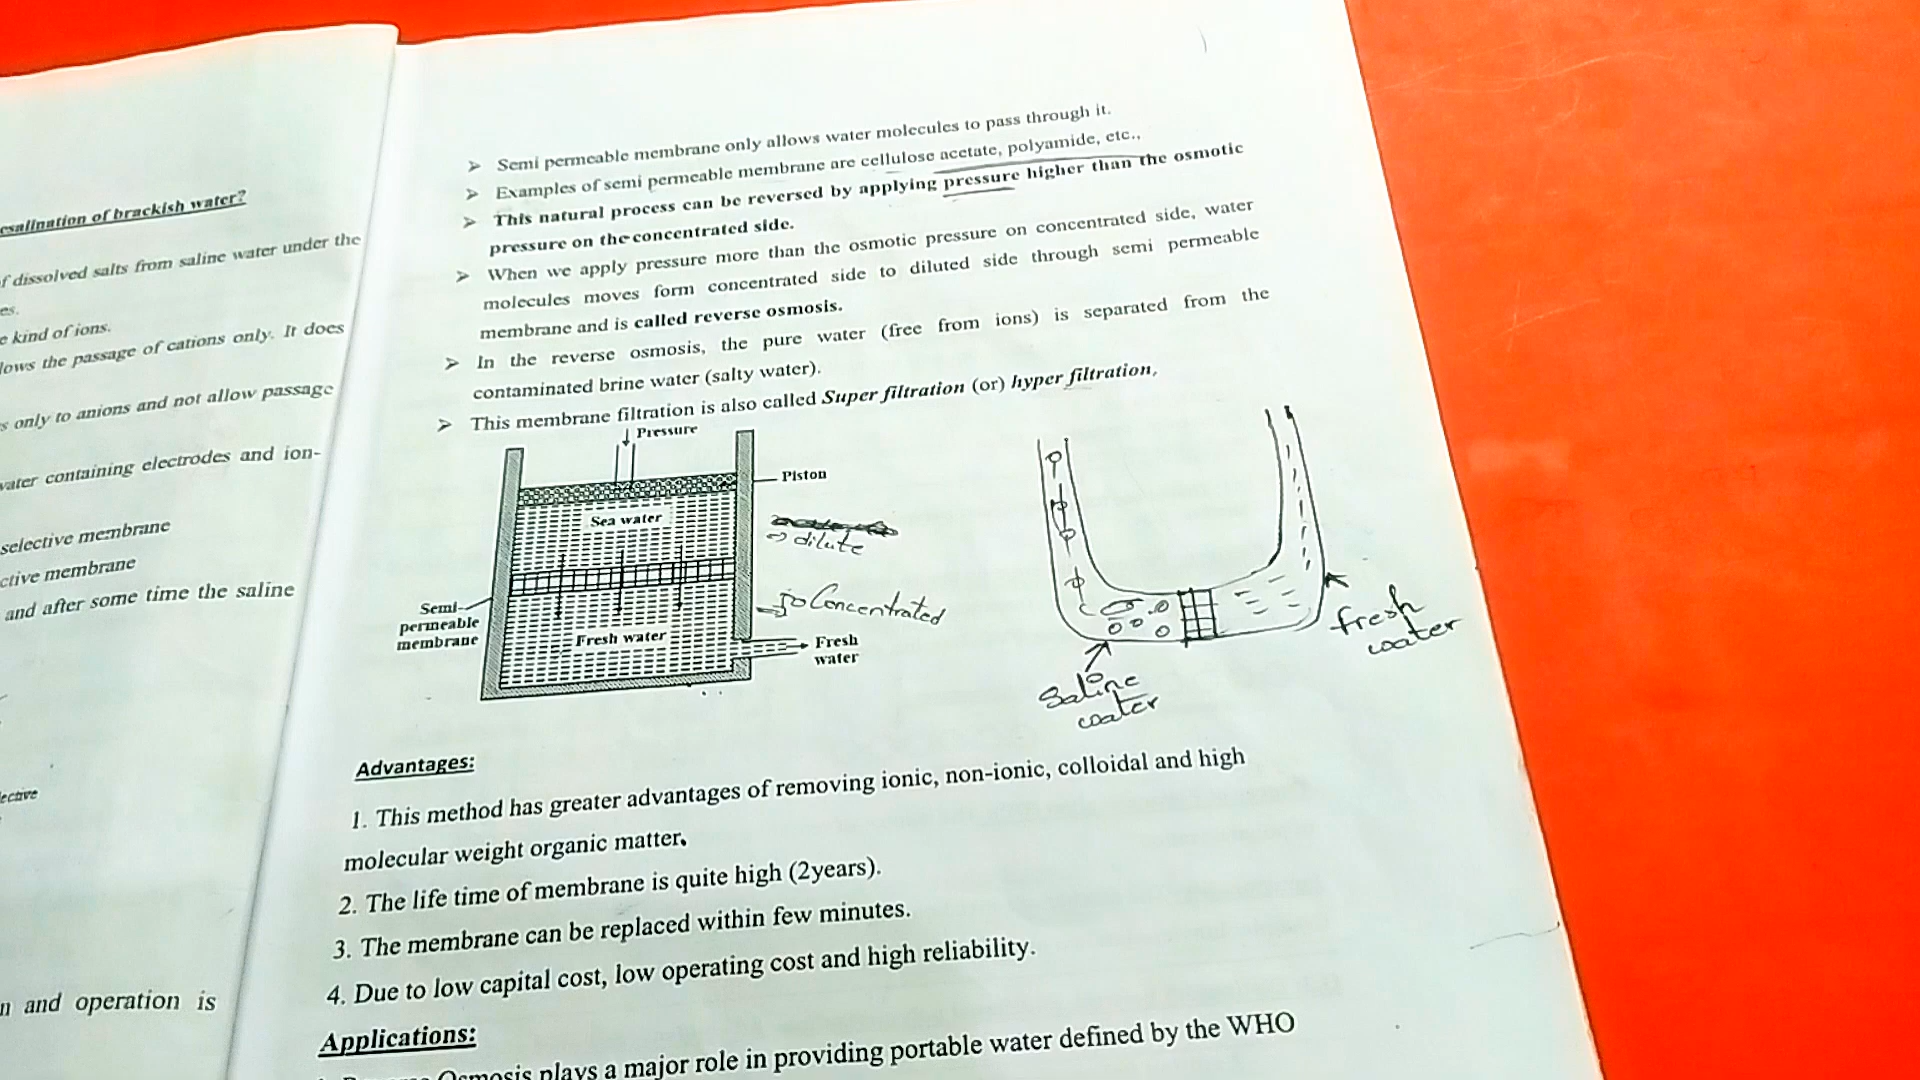 esalination of brackish water?
f dissolved salts from saline water under the
es.
e kind of ions.
lows the passage of cations only. It does
s only to anions and not allow passage
water containing electrodes and ion-
selective membrane
ctive membrane
and after some time the saline
lective
n and operation is
➢ Semi permeable membrane only allows water molecules to pass through it.
➢ Examples of semi permeable membrane are cellulose acetate, polyamide, etc.,
➢ This natural process can be reversed by applying pressure higher than the osmotic
pressure on the concentrated side.
➢ When we apply pressure more than the osmotic pressure on concentrated side, water
molecules moves form concentrated side to diluted side through semi permeable
membrane and is called reverse osmosis.
➢ In the reverse osmosis, the pure water (free from ions) is separated from the
contaminated brine water (salty water).
➢ This membrane filtration is also called Super filtration (or) hyper filtration,
Pressure
Piston
Sea water
dilute
Concentrated
Semi-
permeable
membrane
Fresh water
Fresh
water
fresh
water
Saline
water
Advantages:
1. This method has greater advantages of removing ionic, non-ionic, colloidal and high
molecular weight organic matter.
2. The life time of membrane is quite high (2years).
3. The membrane can be replaced within few minutes.
4. Due to low capital cost, low operating cost and high reliability.
Applications:
Osmosis plays a major role in providing portable water defined by the WHO